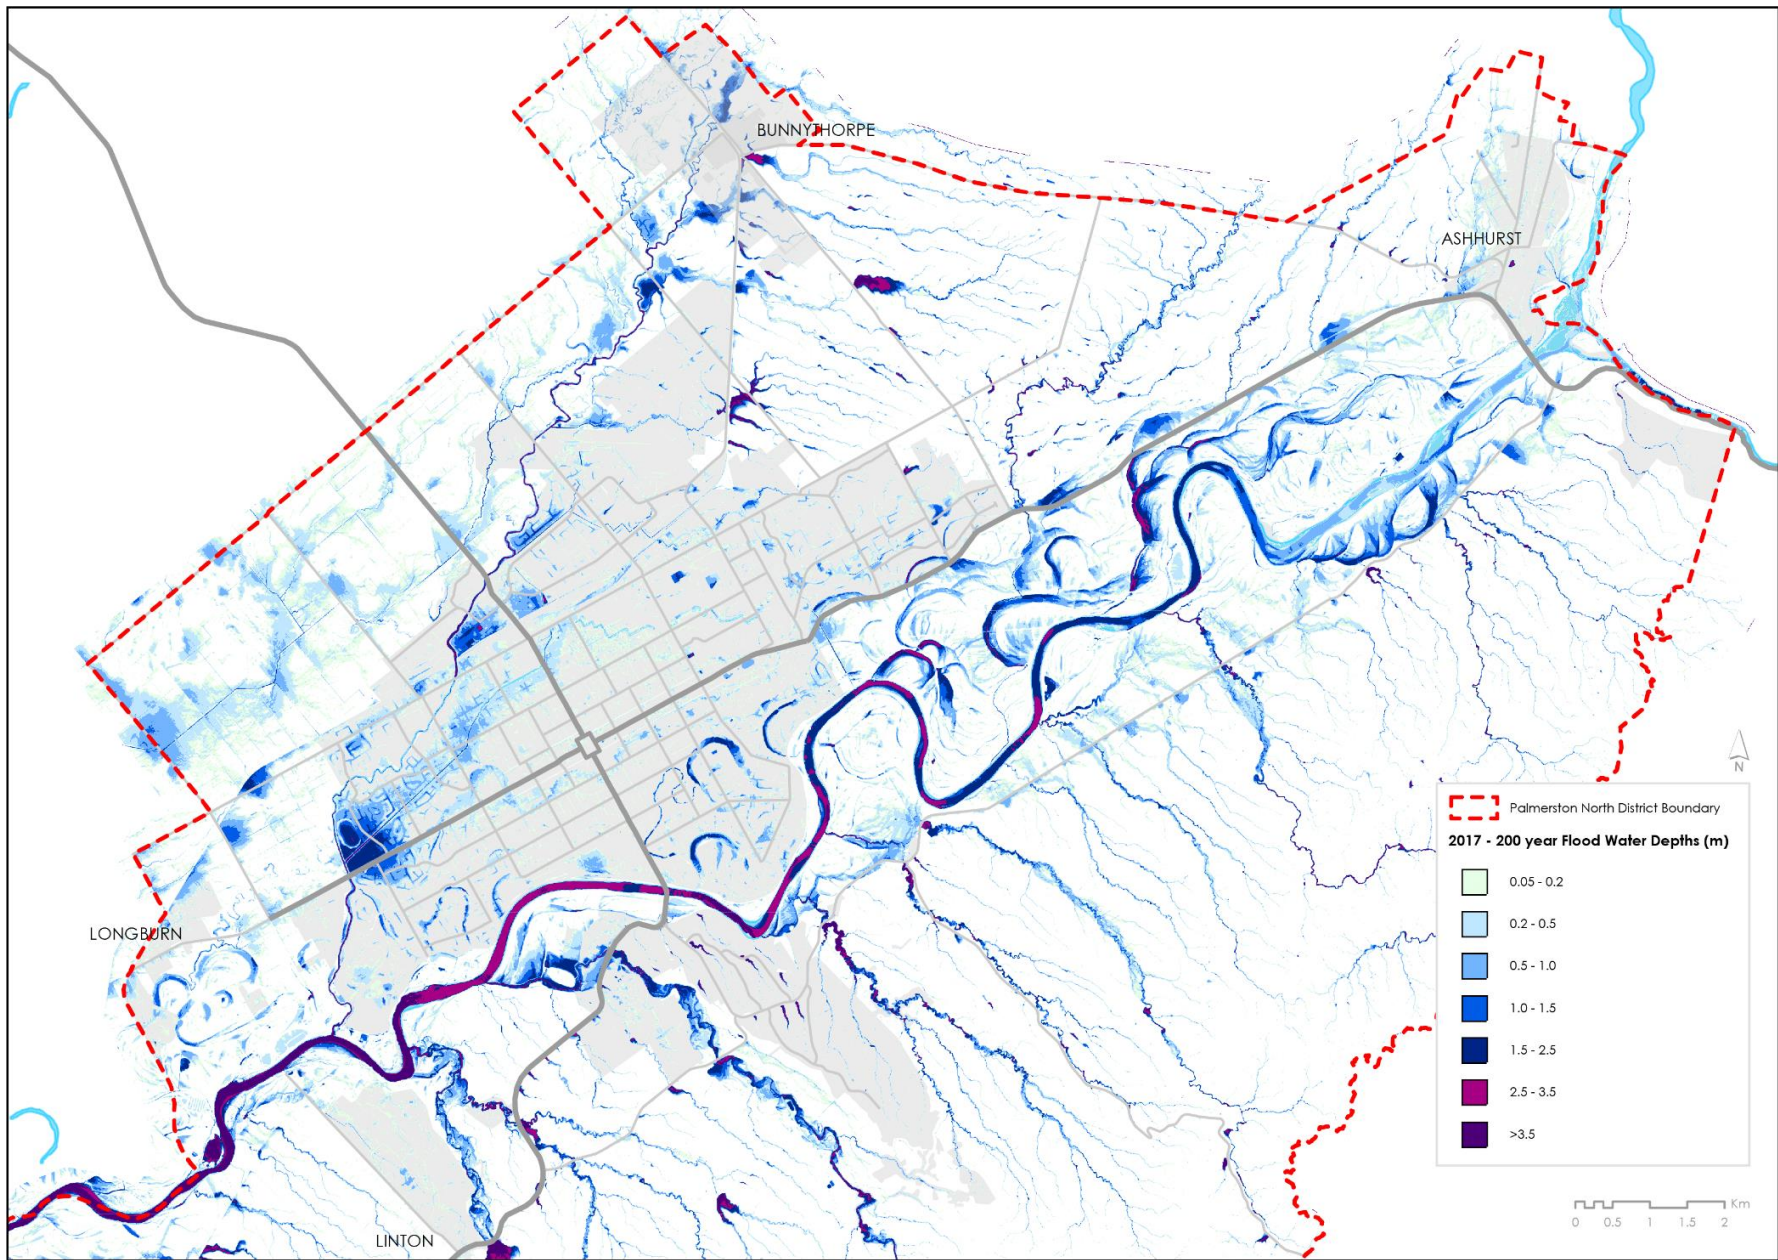 BUNNYTHORPE
ASHHURST
LONGBURN
LINTON
N
Palmerston North District Boundary
2017 - 200 year Flood Water Depths (m)
0.05 - 0.2
0.2 - 0.5
0.5 - 1.0
1.0 - 1.5
1.5 - 2.5
2.5 - 3.5
>3.5
Km
0 0.5 1 1.5 2